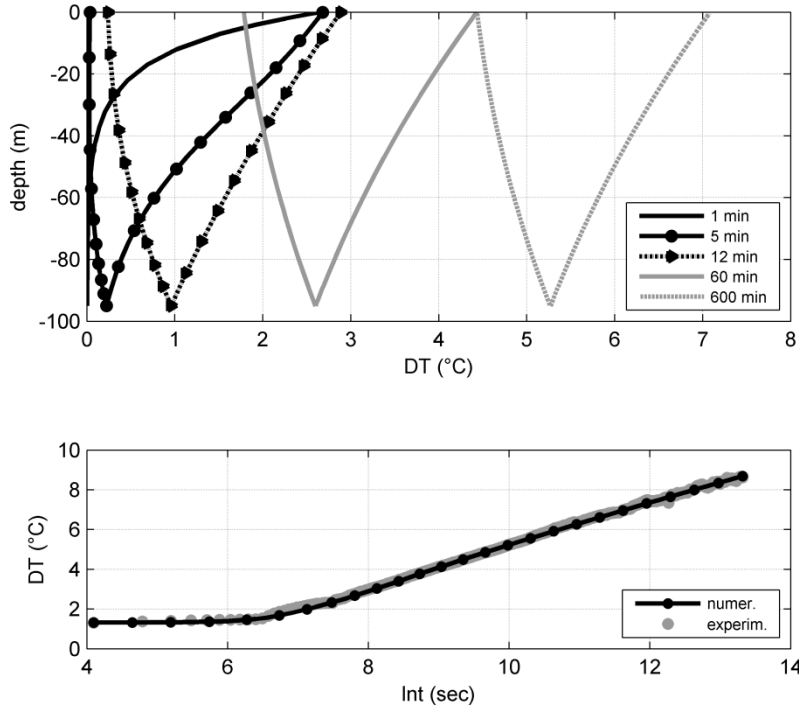 0
-20
-40
-60
-80
-100
depth (m)
0 1 2 3 4 5 6 7 8
DT (°C)
1 min
5 min
12 min
60 min
600 min
10
8
6
4
2
0
DT (°C)
4 6 8 10 12 14
Int (sec)
numer.
experim.